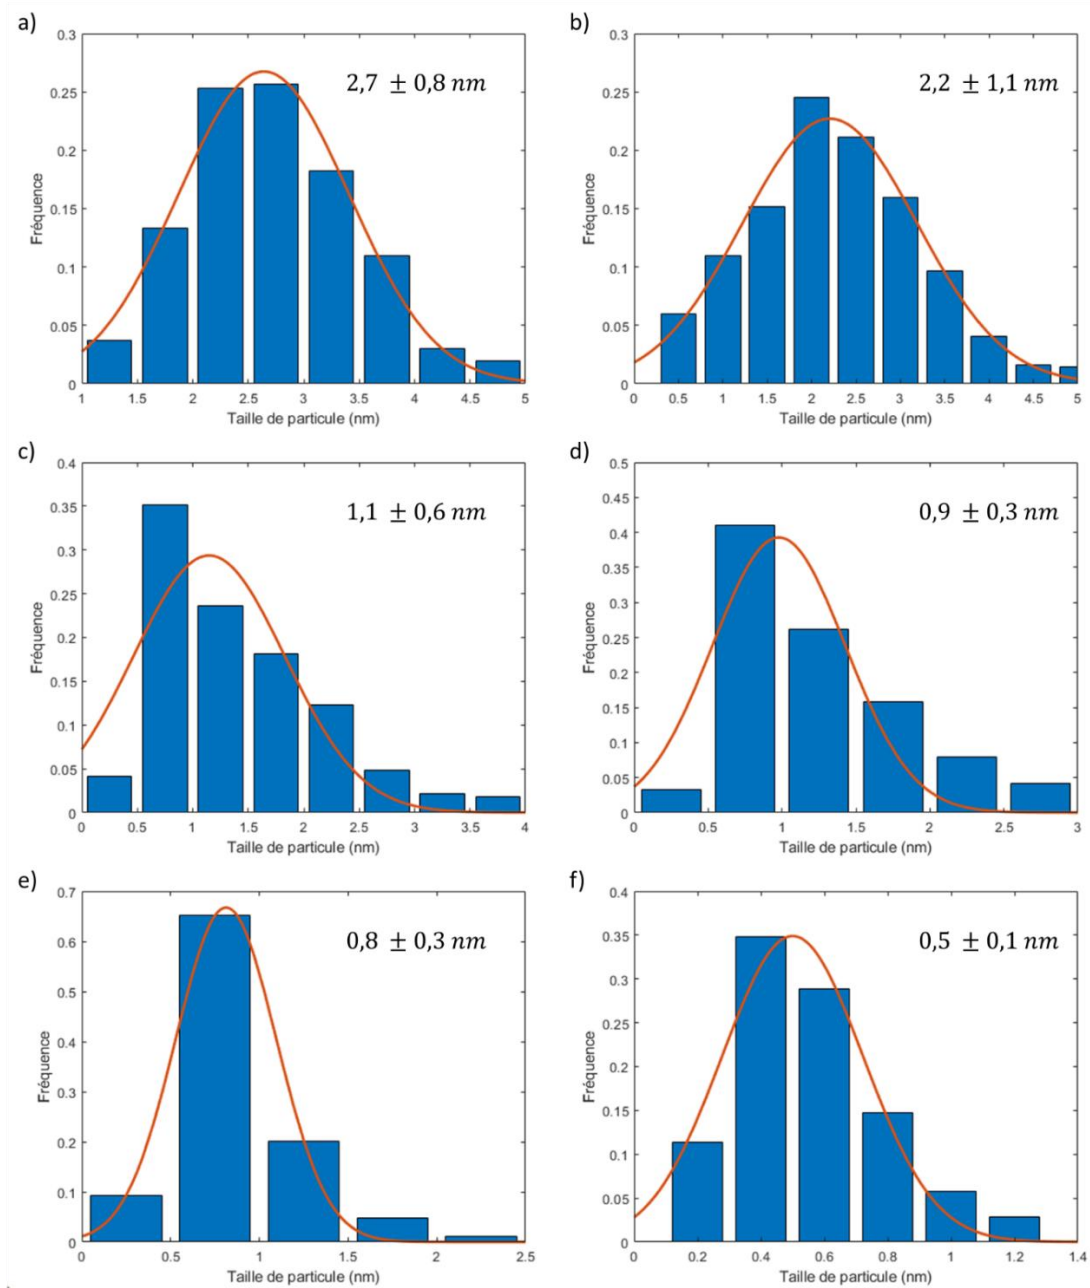 a)
2,7 ± 0,8 nm
Fréquence
0.3
0.25
0.2
0.15
0.1
0.05
0
1 1.5 2 2.5 3 3.5 4 4.5 5
Taille de particule (nm)
b)
2,2 ± 1,1 nm
Fréquence
0.3
0.25
0.2
0.15
0.1
0.05
0
0 0.5 1 1.5 2 2.5 3 3.5 4 4.5 5
Taille de particule (nm)
c)
1,1 ± 0,6 nm
Fréquence
0.4
0.35
0.3
0.25
0.2
0.15
0.1
0.05
0
0 0.5 1 1.5 2 2.5 3 3.5 4
Taille de particule (nm)
d)
0,9 ± 0,3 nm
Fréquence
0.5
0.45
0.4
0.35
0.3
0.25
0.2
0.15
0.1
0.05
0
0 0.5 1 1.5 2 2.5 3
Taille de particule (nm)
e)
0,8 ± 0,3 nm
Fréquence
0.7
0.6
0.5
0.4
0.3
0.2
0.1
0
0 0.5 1 1.5 2 2.5
Taille de particule (nm)
f)
0,5 ± 0,1 nm
Fréquence
0.4
0.35
0.3
0.25
0.2
0.15
0.1
0.05
0
0 0.2 0.4 0.6 0.8 1 1.2 1.4
Taille de particule (nm)